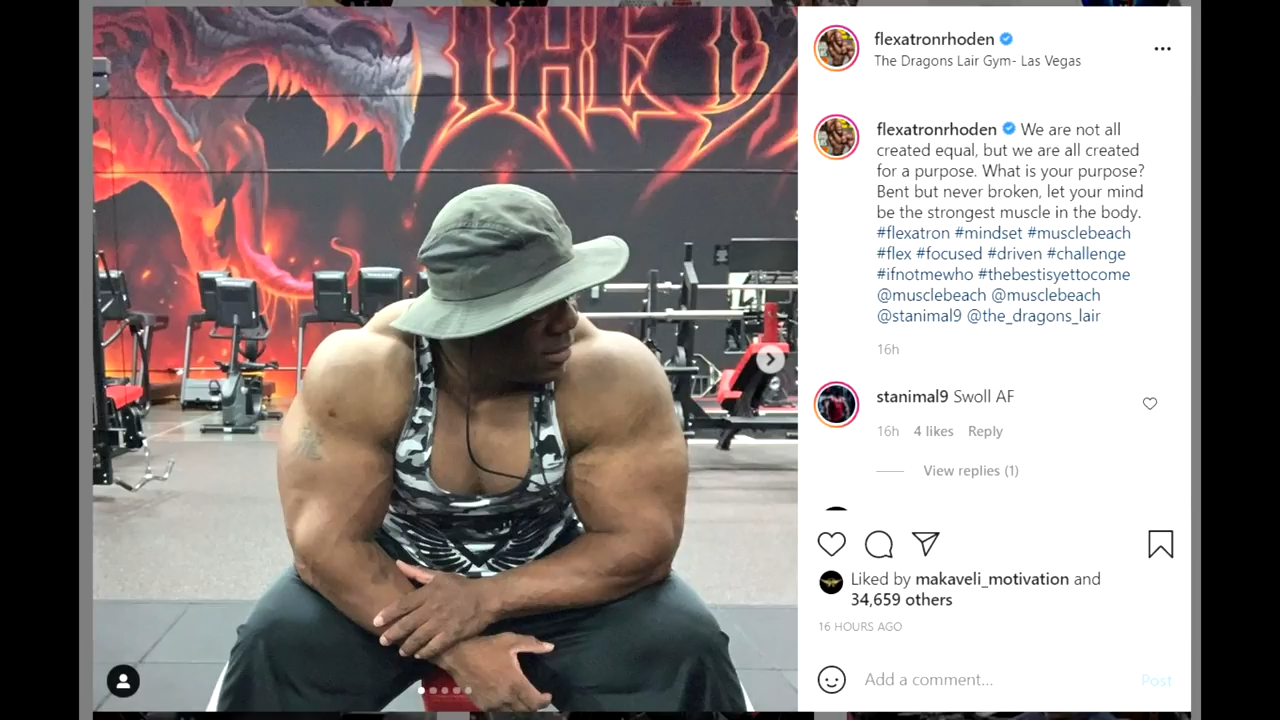 THE D
flexatronrhoden
The Dragons Lair Gym- Las Vegas
flexatronrhoden We are not all
created equal, but we are all created
for a purpose. What is your purpose?
Bent but never broken, let your mind
be the strongest muscle in the body.
#flexatron #mindset #musclebeach
#flex #focused #driven #challenge
#ifnotmewho #thebestisyettocome
@musclebeach @musclebeach
@stanimal9 @the_dragons_lair
16h
stanimal9 Swoll AF
16h 4 likes Reply
View replies (1)
Liked by makaveli_motivation and
34,659 others
16 HOURS AGO
Add a comment... Post